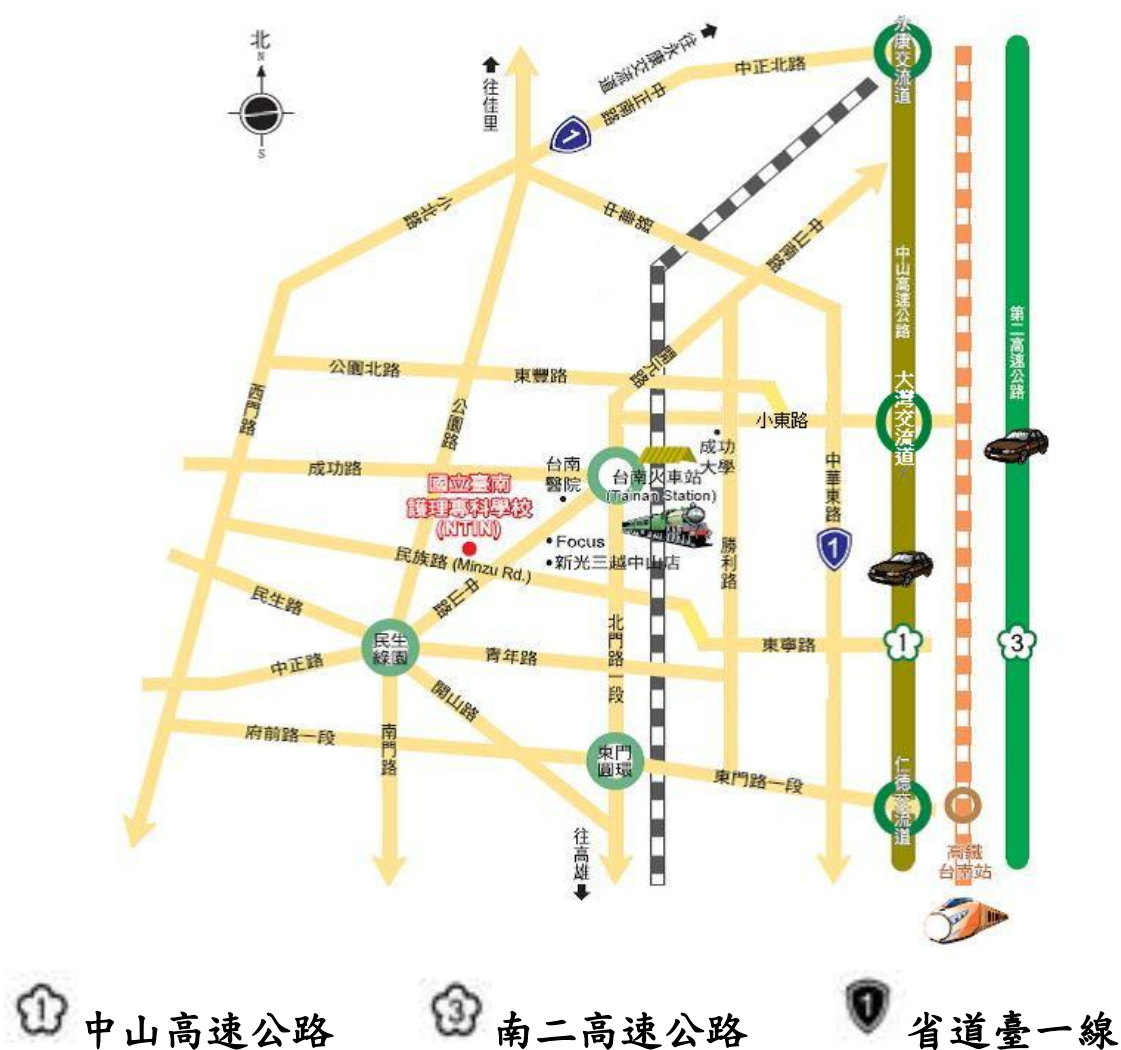 北
N
S
往佳里
往永康交流道
中正南路
中正北路
1
永康交流道
小北路
中華路
中山南路
中山高速公路
第二高速公路
公園北路
東豐路
開元路
西門路
公園路
大灣交流道
小東路
成功
大學
成功路
台南
醫院
台南火車站
(Tainan Station)
中華東路
國立臺南
護理專科學校
(NTIN)
Focus
新光三越中山店
民族路 (Minzu Rd.)
勝利路
1
民生路
中山路
民生
綠園
中正路
青年路
北門路一段
東寧路
1
3
開山路
南門路
府前路一段
東門
圓環
東門路一段
仁德交流道
往高雄
高鐵
台南站
1 中山高速公路
3 南二高速公路
1 省道臺一線